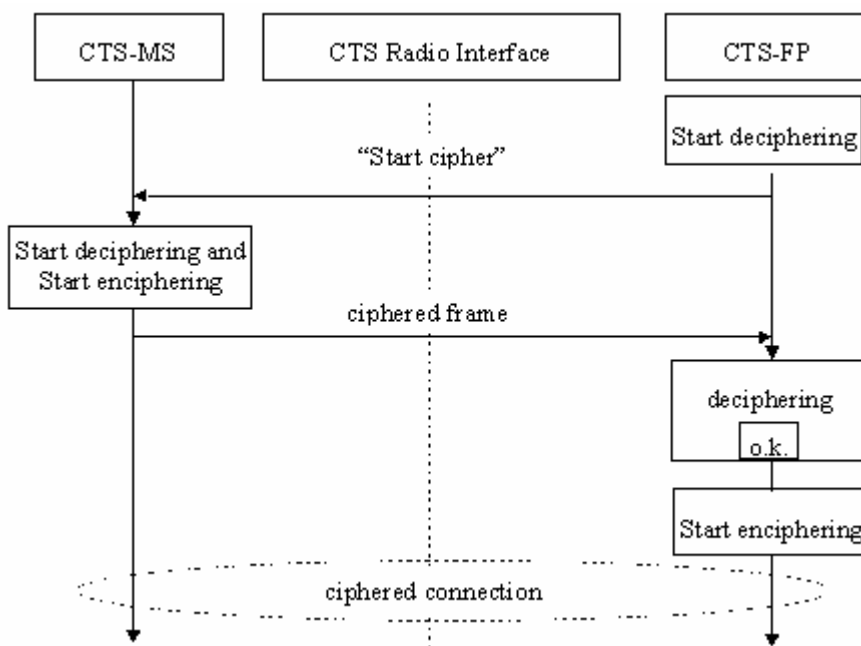 CTS-MS
CTS Radio Interface
CTS-FP
Start deciphering
“Start cipher”
Start deciphering and
Start enciphering
ciphered frame
deciphering
o.k.
Start enciphering
ciphered connection